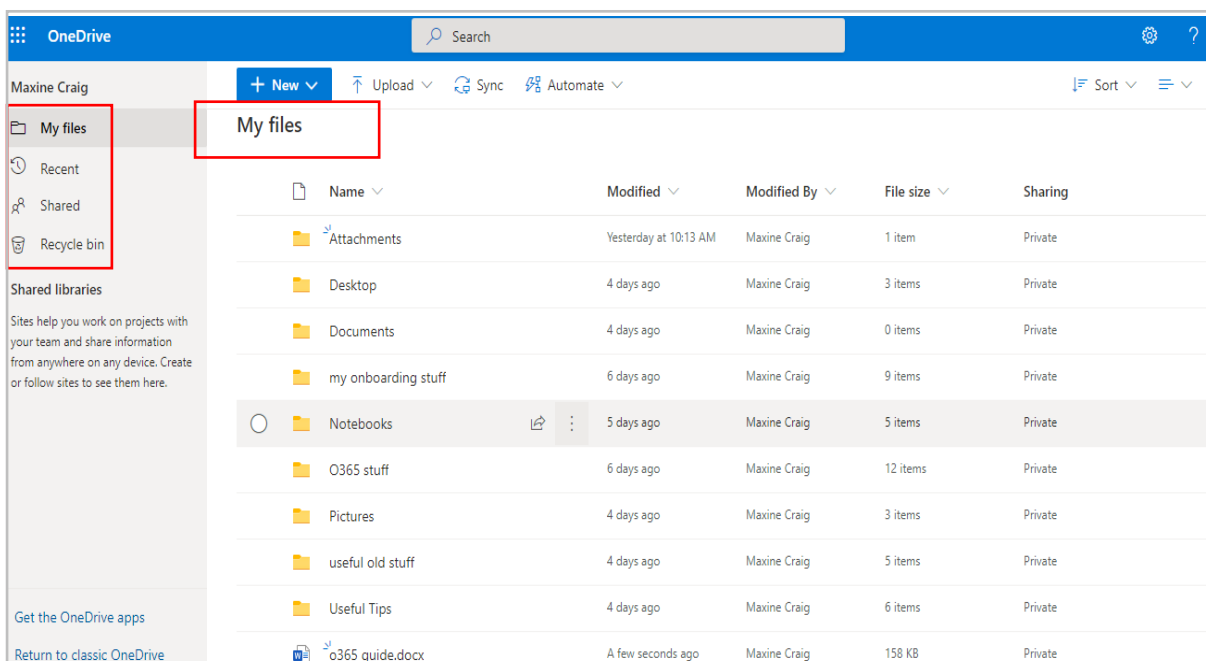 OneDrive
Search
?
Maxine Craig
+ New
Upload
Sync
Automate
Sort
My files
Recent
Shared
Recycle bin
Shared libraries
Sites help you work on projects with
your team and share information
from anywhere on any device. Create
or follow sites to see them here.
Get the OneDrive apps
Return to classic OneDrive
My files
Name Modified Modified By File size Sharing
Attachments Yesterday at 10:13 AM Maxine Craig 1 item Private
Desktop 4 days ago Maxine Craig 3 items Private
Documents 4 days ago Maxine Craig 0 items Private
my onboarding stuff 6 days ago Maxine Craig 9 items Private
Notebooks 5 days ago Maxine Craig 5 items Private
O365 stuff 6 days ago Maxine Craig 12 items Private
Pictures 4 days ago Maxine Craig 3 items Private
useful old stuff 4 days ago Maxine Craig 5 items Private
Useful Tips 4 days ago Maxine Craig 6 items Private
o365 guide.docx A few seconds ago Maxine Craig 158 KB Private